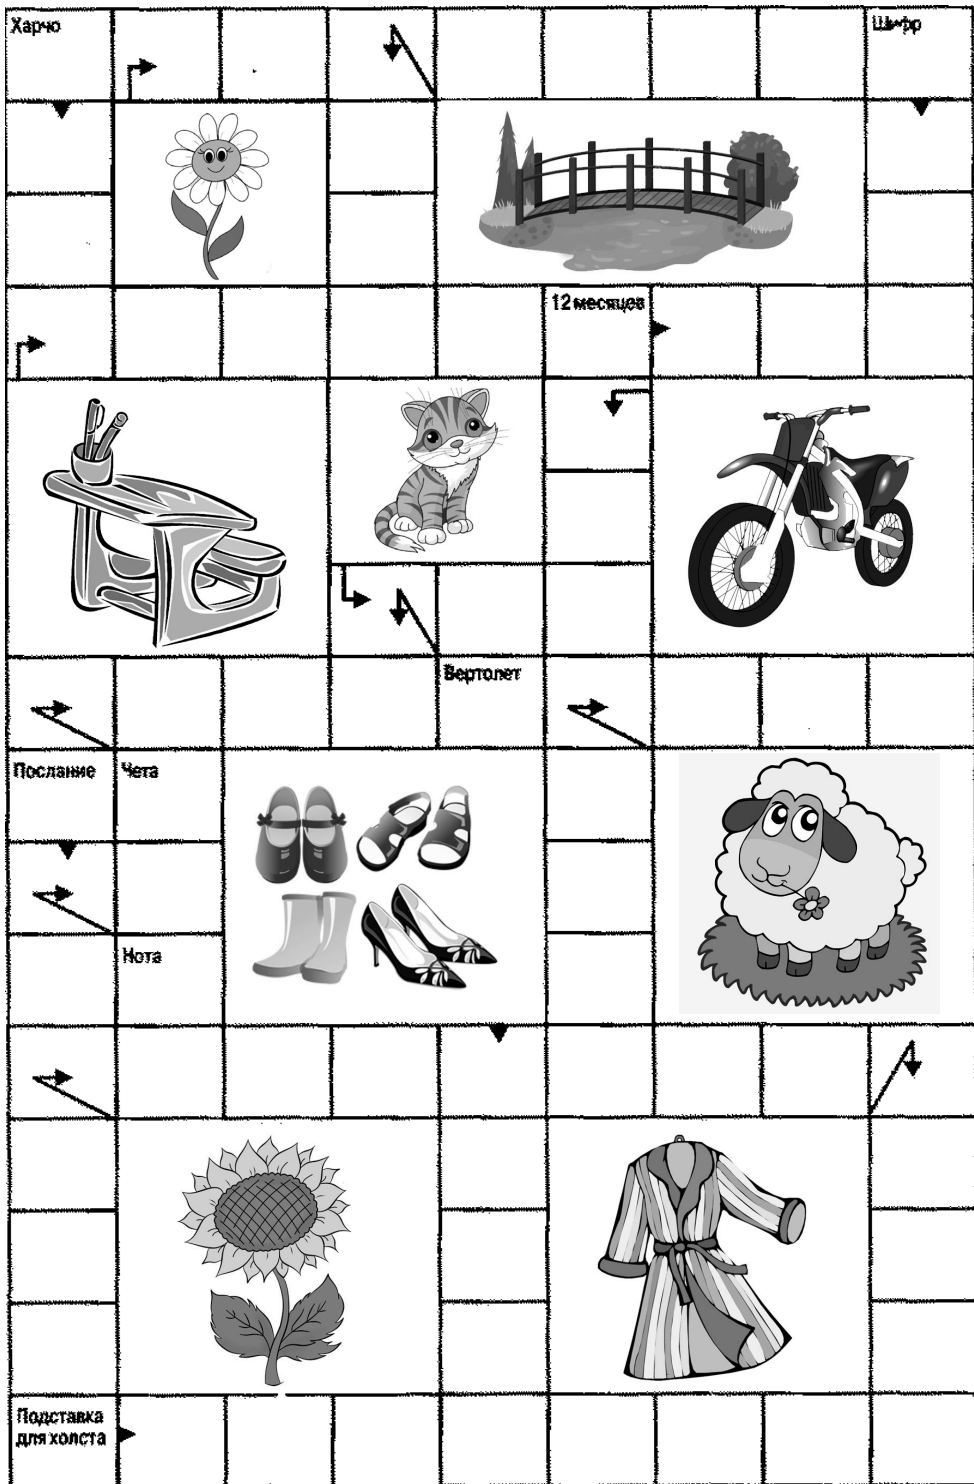 Харчо
Шифр
12 месяцев
Вертолет
Послание
Чета
Нота
Подставка
для холста